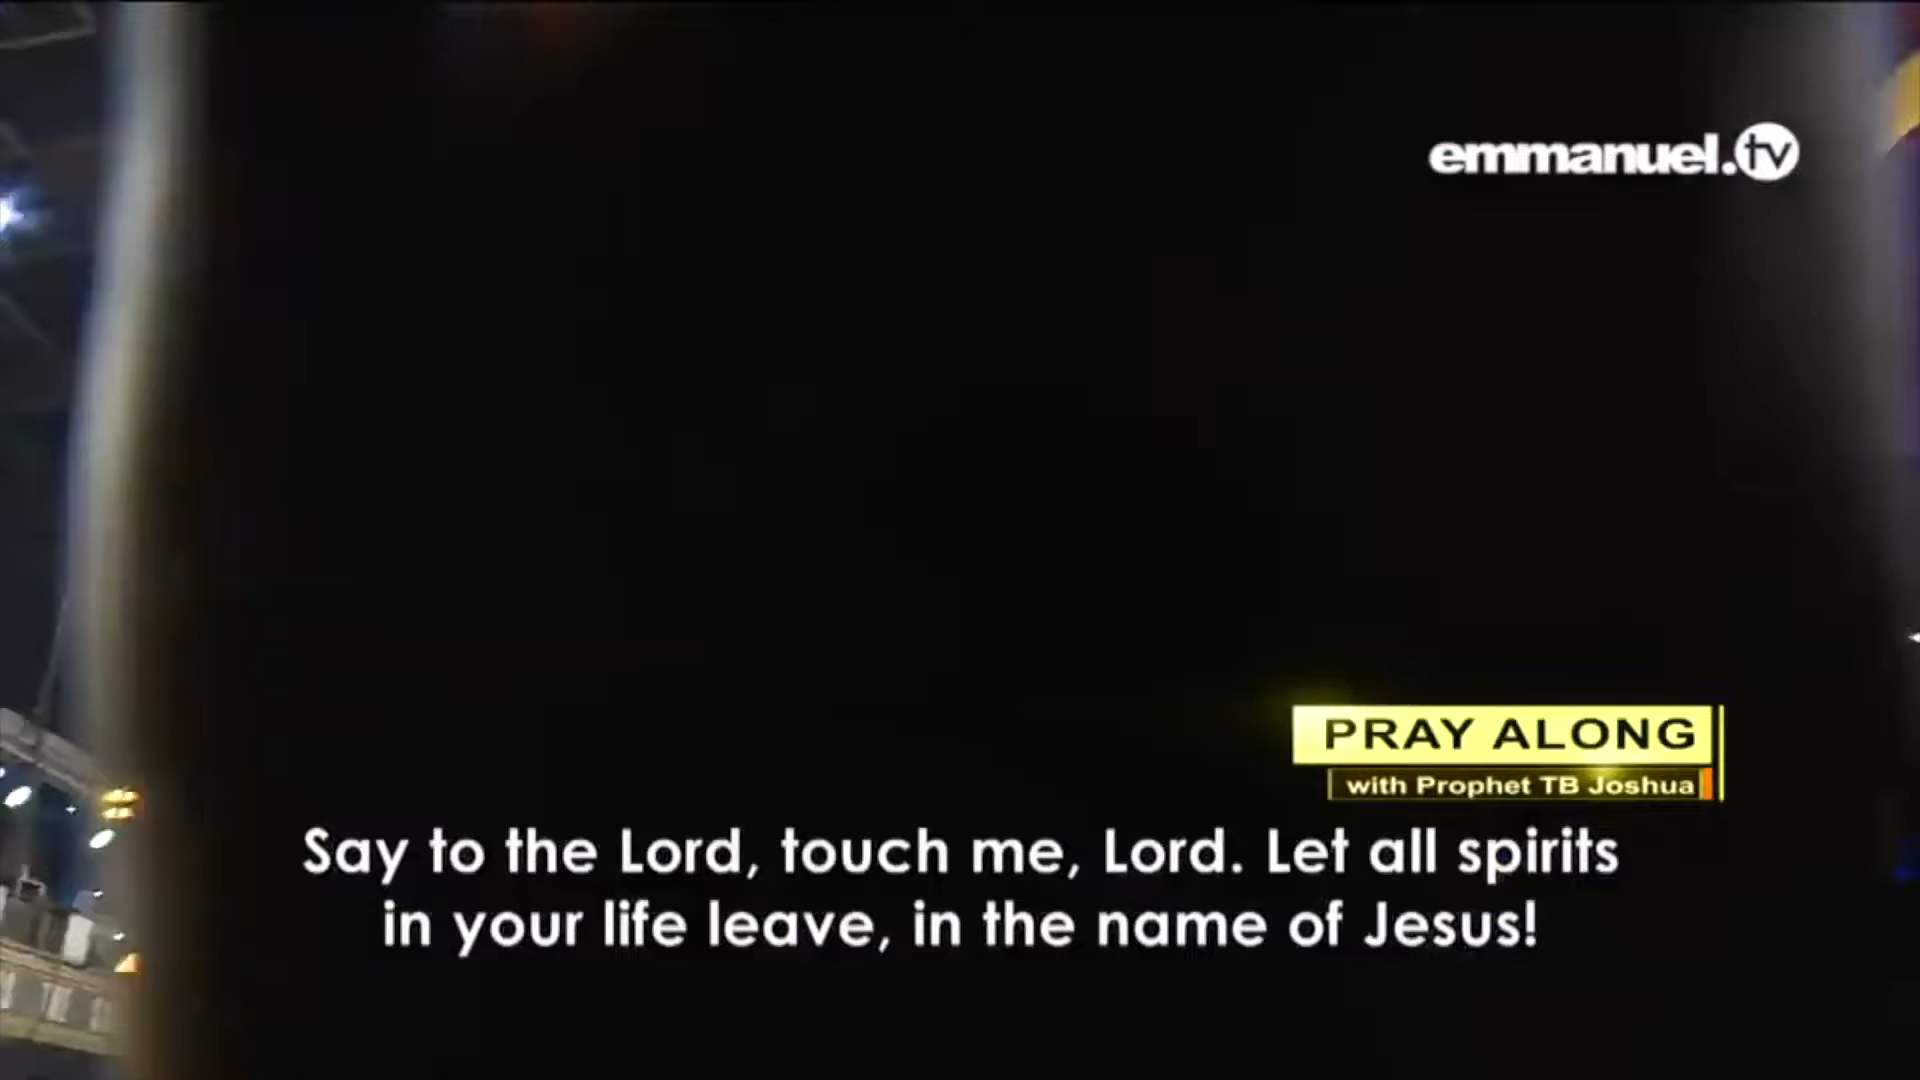 emmanuel.tv
PRAY ALONG
with Prophet TB Joshua
Say to the Lord, touch me, Lord. Let all spirits
in your life leave, in the name of Jesus!